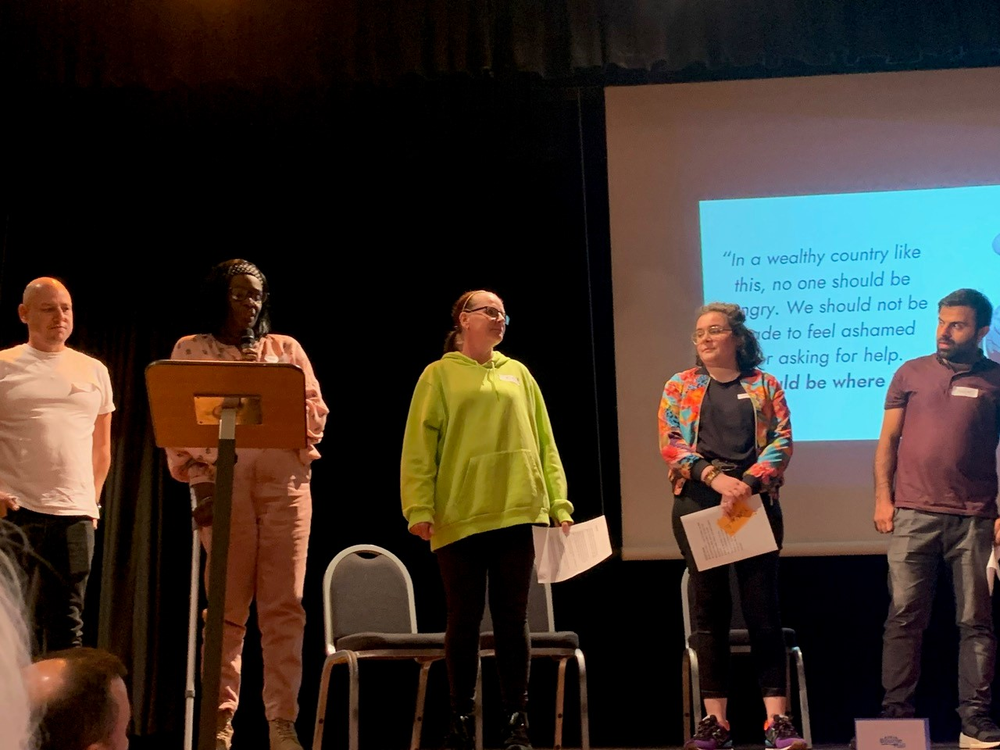 “In a wealthy country like
this, no one should be
ngry. We should not be
ade to feel ashamed
r asking for help.
uld be where